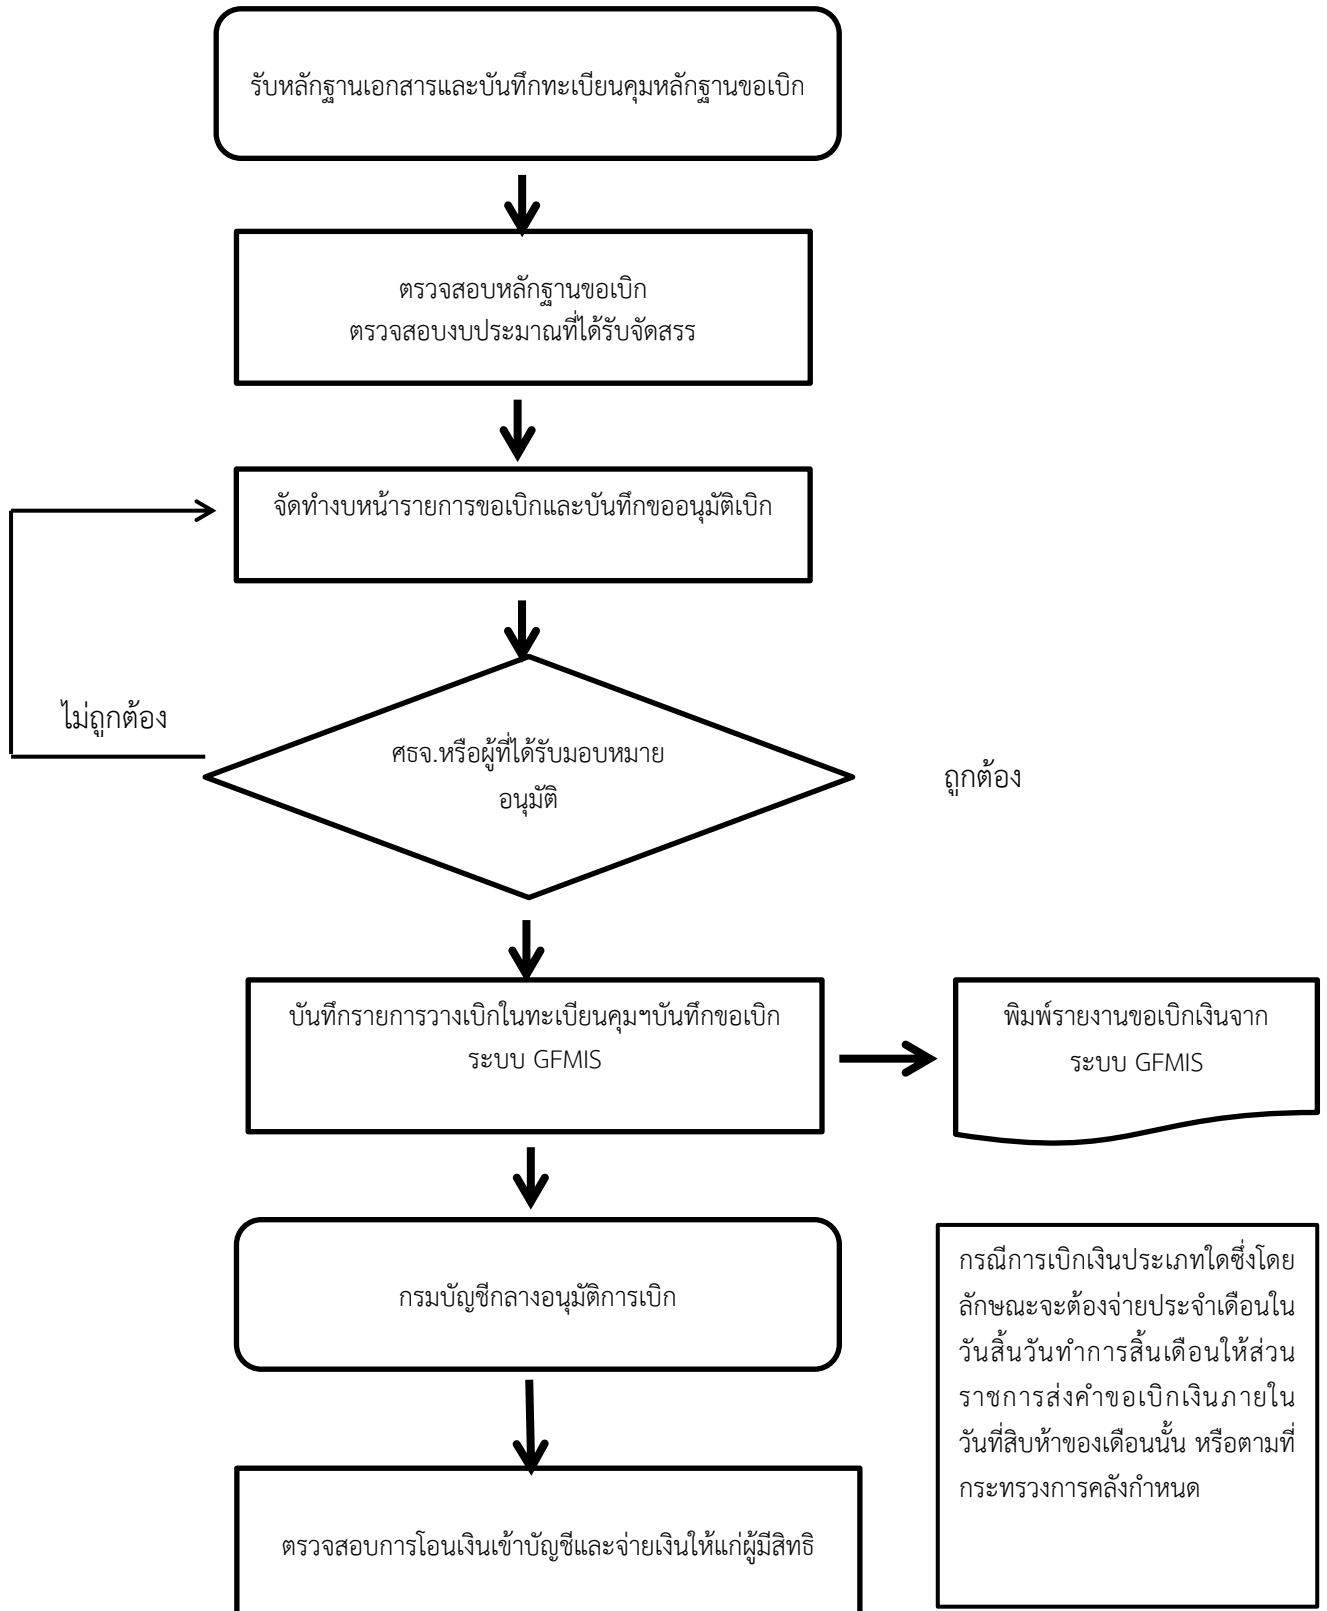 รับหลักฐานเอกสารและบันทึกทะเบียนคุมหลักฐานขอเบิก
ตรวจสอบหลักฐานขอเบิก
ตรวจสอบงบประมาณที่ได้รับจัดสรร
จัดทำงบหน้ารายการขอเบิกและบันทึกขออนุมัติเบิก
ไม่ถูกต้อง
ศธจ.หรือผู้ที่ได้รับมอบหมาย
อนุมัติ
ถูกต้อง
บันทึกรายการวางเบิกในทะเบียนคุมฯบันทึกขอเบิก
ระบบ GFMIS
พิมพ์รายงานขอเบิกเงินจาก
ระบบ GFMIS
กรมบัญชีกลางอนุมัติการเบิก
กรณีการเบิกเงินประเภทใดซึ่งโดย
ลักษณะจะต้องจ่ายประจำเดือนใน
วันสิ้นวันทำการสิ้นเดือนให้ส่วน
ราชการส่งคำขอเบิกเงินภายใน
วันที่สิบห้าของเดือนนั้น หรือตามที่
กระทรวงการคลังกำหนด
ตรวจสอบการโอนเงินเข้าบัญชีและจ่ายเงินให้แก่ผู้มีสิทธิ